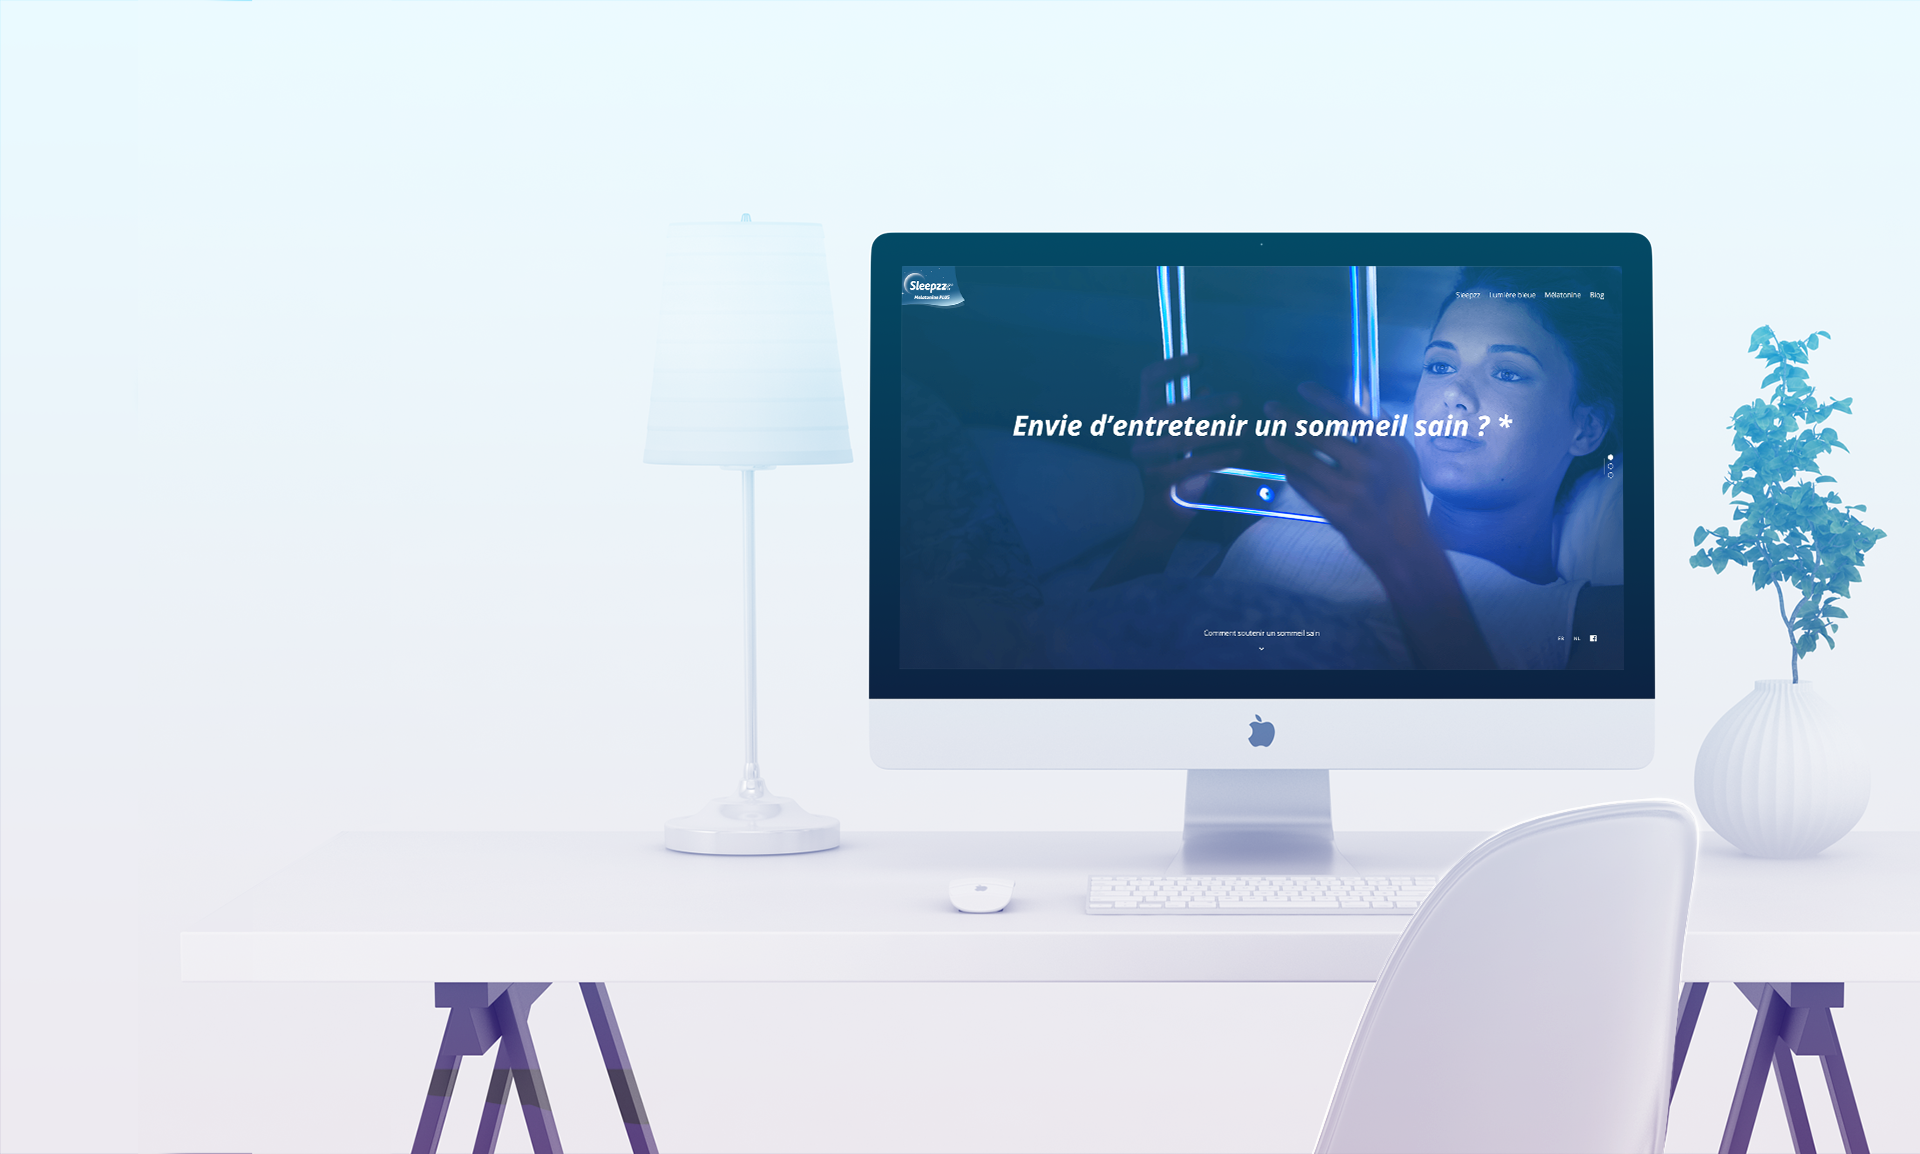 Sleepzz
Melatonine PLUS
Sleepzz Lumière bleue Mélatonine Blog
Envie d’entretenir un sommeil sain ? *
Comment soutenir un sommeil sain
FR NL